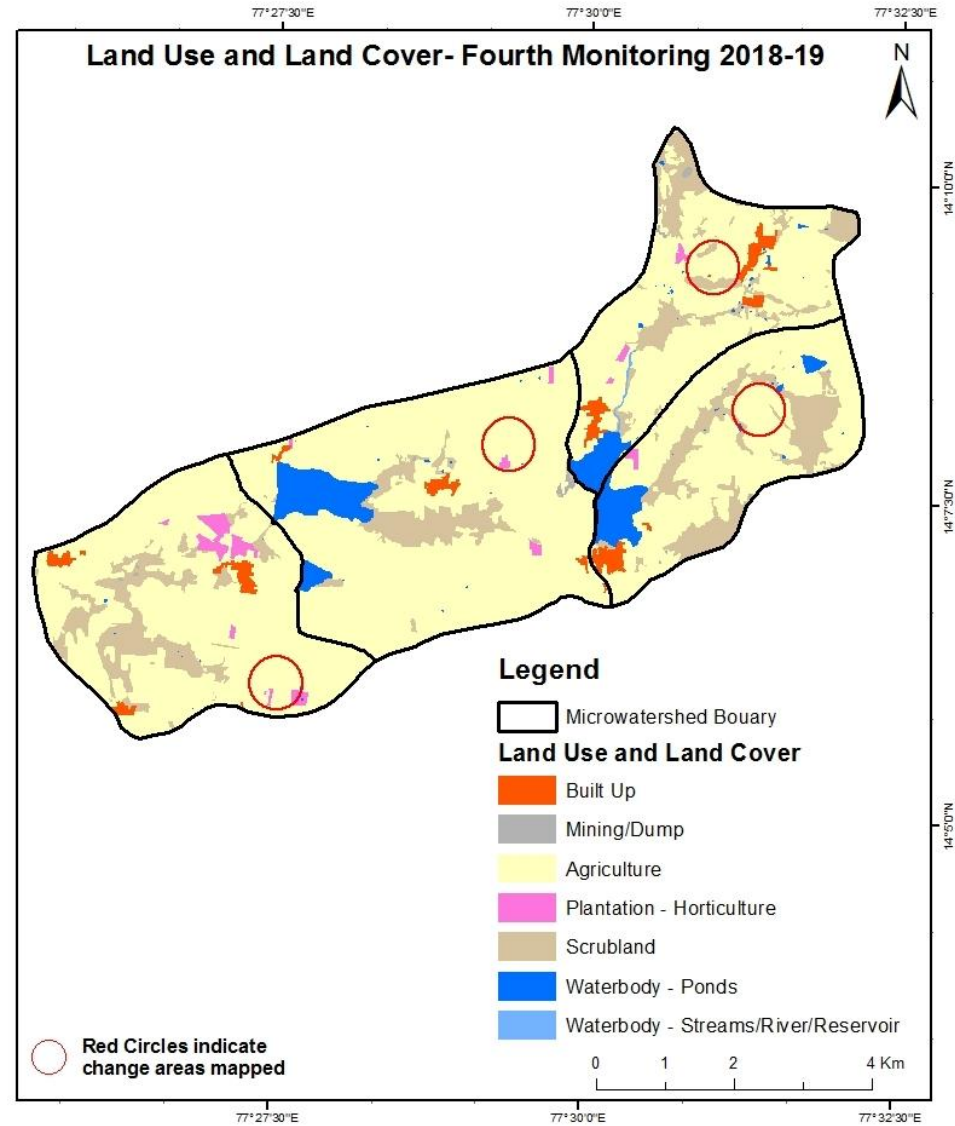 77°27'30"E 77°30'0"E 77°32'30"E
Land Use and Land Cover- Fourth Monitoring 2018-19
N
14°10'0"N
14°7'30"N
14°5'0"N
Legend
Microwatershed Bouary
Land Use and Land Cover
Built Up
Mining/Dump
Agriculture
Plantation - Horticulture
Scrubland
Waterbody - Ponds
Waterbody - Streams/River/Reservoir
Red Circles indicate
change areas mapped
0 1 2 4 Km
77°27'30"E 77°30'0"E 77°32'30"E